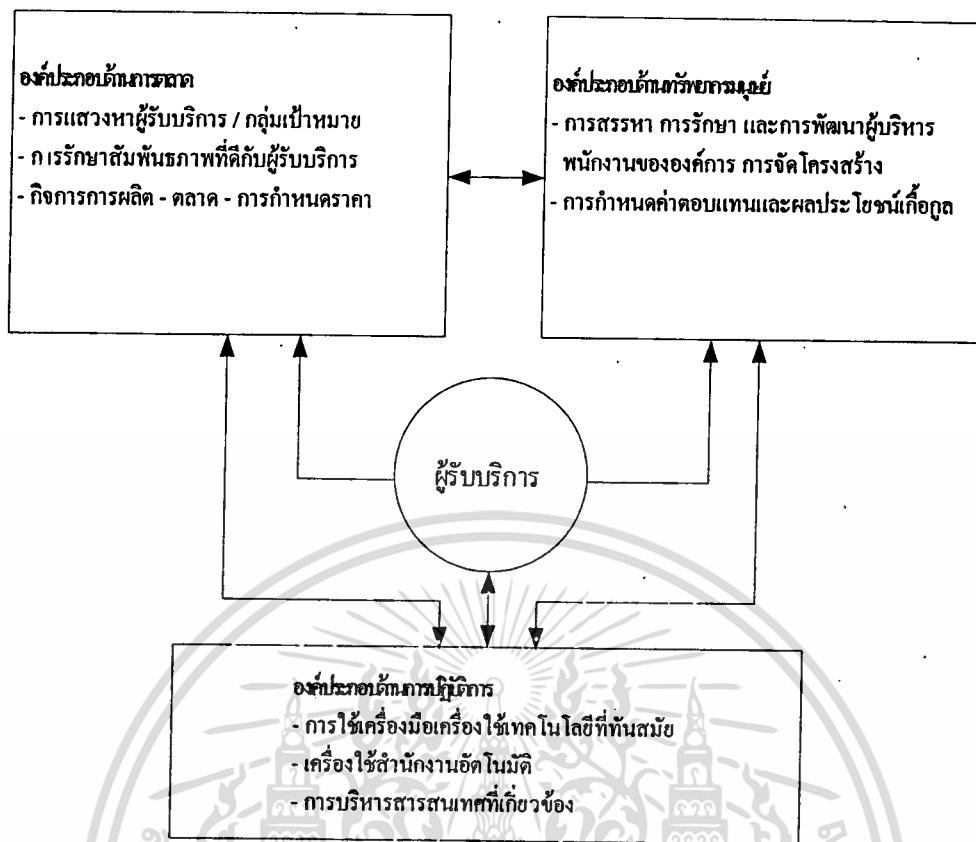 องค์ประกอบด้านการตลาด
- การแสวงหาผู้รับบริการ / กลุ่มเป้าหมาย
- การรักษาสัมพันธภาพที่ดีกับผู้รับบริการ
- กิจการการผลิต - ตลาด - การกำหนดราคา
องค์ประกอบด้านทรัพยากรมนุษย์
- การสรรหา การรักษา และการพัฒนาผู้บริหาร
พนักงานขององค์การ การจัดโครงสร้าง
- การกำหนดค่าตอบแทนและผลประโยชน์เกื้อกูล
ผู้รับบริการ
องค์ประกอบด้านการปฏิบัติการ
- การใช้เครื่องมือเครื่องใช้เทคโนโลยีที่ทันสมัย
- เครื่องใช้สำนักงานอัตโนมัติ
- การบริหารสารสนเทศที่เกี่ยวข้อง